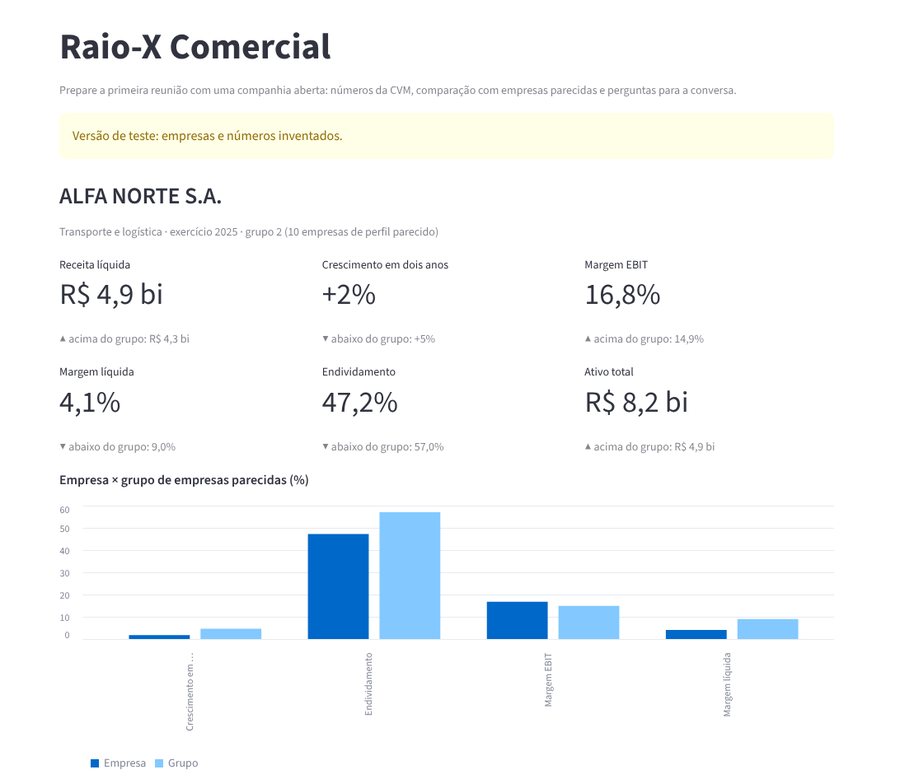 Raio-X Comercial
Prepare a primeira reunião com uma companhia aberta: números da CVM, comparação com empresas parecidas e perguntas para a conversa.
Versão de teste: empresas e números inventados.
ALFA NORTE S.A.
Transporte e logística · exercício 2025 · grupo 2 (10 empresas de perfil parecido)
Receita líquida
R$ 4,9 bi
▲ acima do grupo: R$ 4,3 bi
Crescimento em dois anos
+2%
▼ abaixo do grupo: +5%
Margem EBIT
16,8%
▲ acima do grupo: 14,9%
Margem líquida
4,1%
▼ abaixo do grupo: 9,0%
Endividamento
47,2%
▼ abaixo do grupo: 57,0%
Ativo total
R$ 8,2 bi
▲ acima do grupo: R$ 4,9 bi
Empresa × grupo de empresas parecidas (%)
60
50
40
30
20
10
0
Crescimento em …
Endividamento
Margem EBIT
Margem líquida
Empresa
Grupo